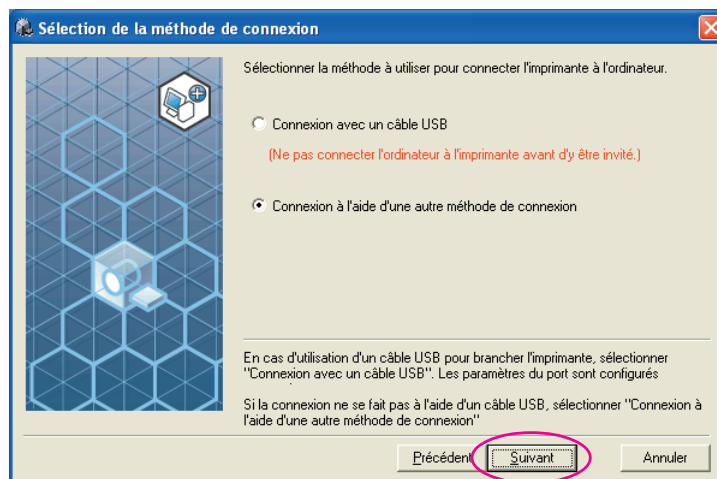 Sélection de la méthode de connexion
Sélectionner la méthode à utiliser pour connecter l'imprimante à l'ordinateur.
Connexion avec un câble USB
(Ne pas connecter l'ordinateur à l'imprimante avant d'y être invité.)
Connexion à l'aide d'une autre méthode de connexion
En cas d'utilisation d'un câble USB pour brancher l'imprimante, sélectionner
"Connexion avec un câble USB". Les paramètres du port sont configurés
Si la connexion ne se fait pas à l'aide d'un câble USB, sélectionner "Connexion à
l'aide d'une autre méthode de connexion"
Précédent Suivant Annuler